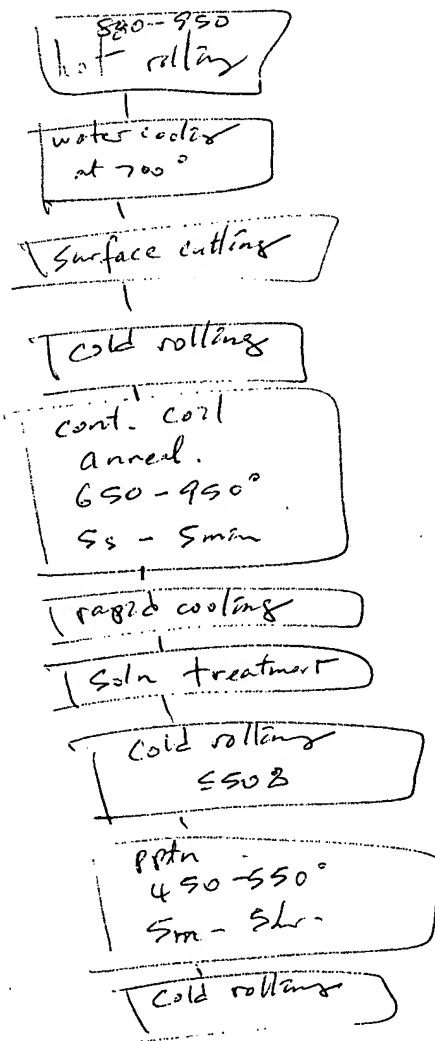 880-950
hot rolling
water cooling
at 700°
Surface cutting
Cold rolling
cont. coil
anneal.
650-950°
5s - 5min
rapid cooling
Soln treatment
Cold rolling
≤50%
pptn
450-550°
5m - 5hr.
Cold rolling